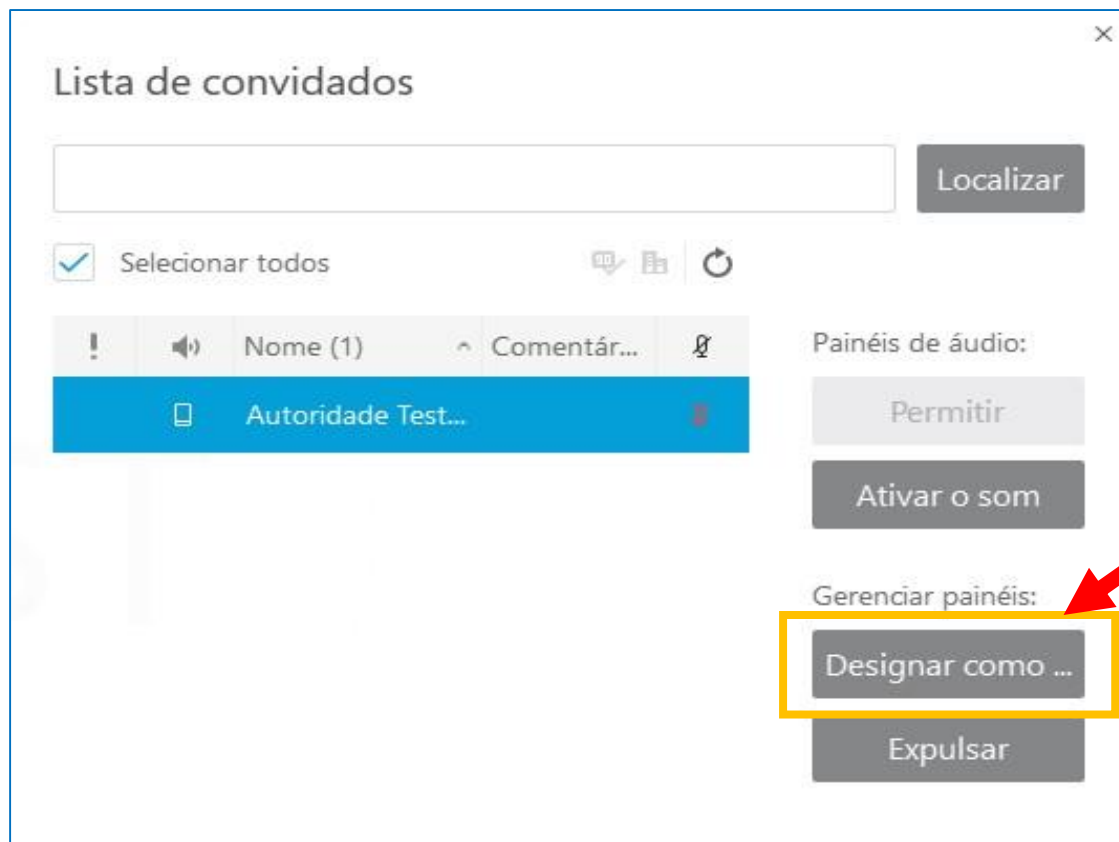 Lista de convidados
Localizar
Selecionar todos
Nome (1) Comentár...
Autoridade Test...
Painéis de áudio:
Permitir
Ativar o som
Gerenciar painéis:
Designar como ...
Expulsar